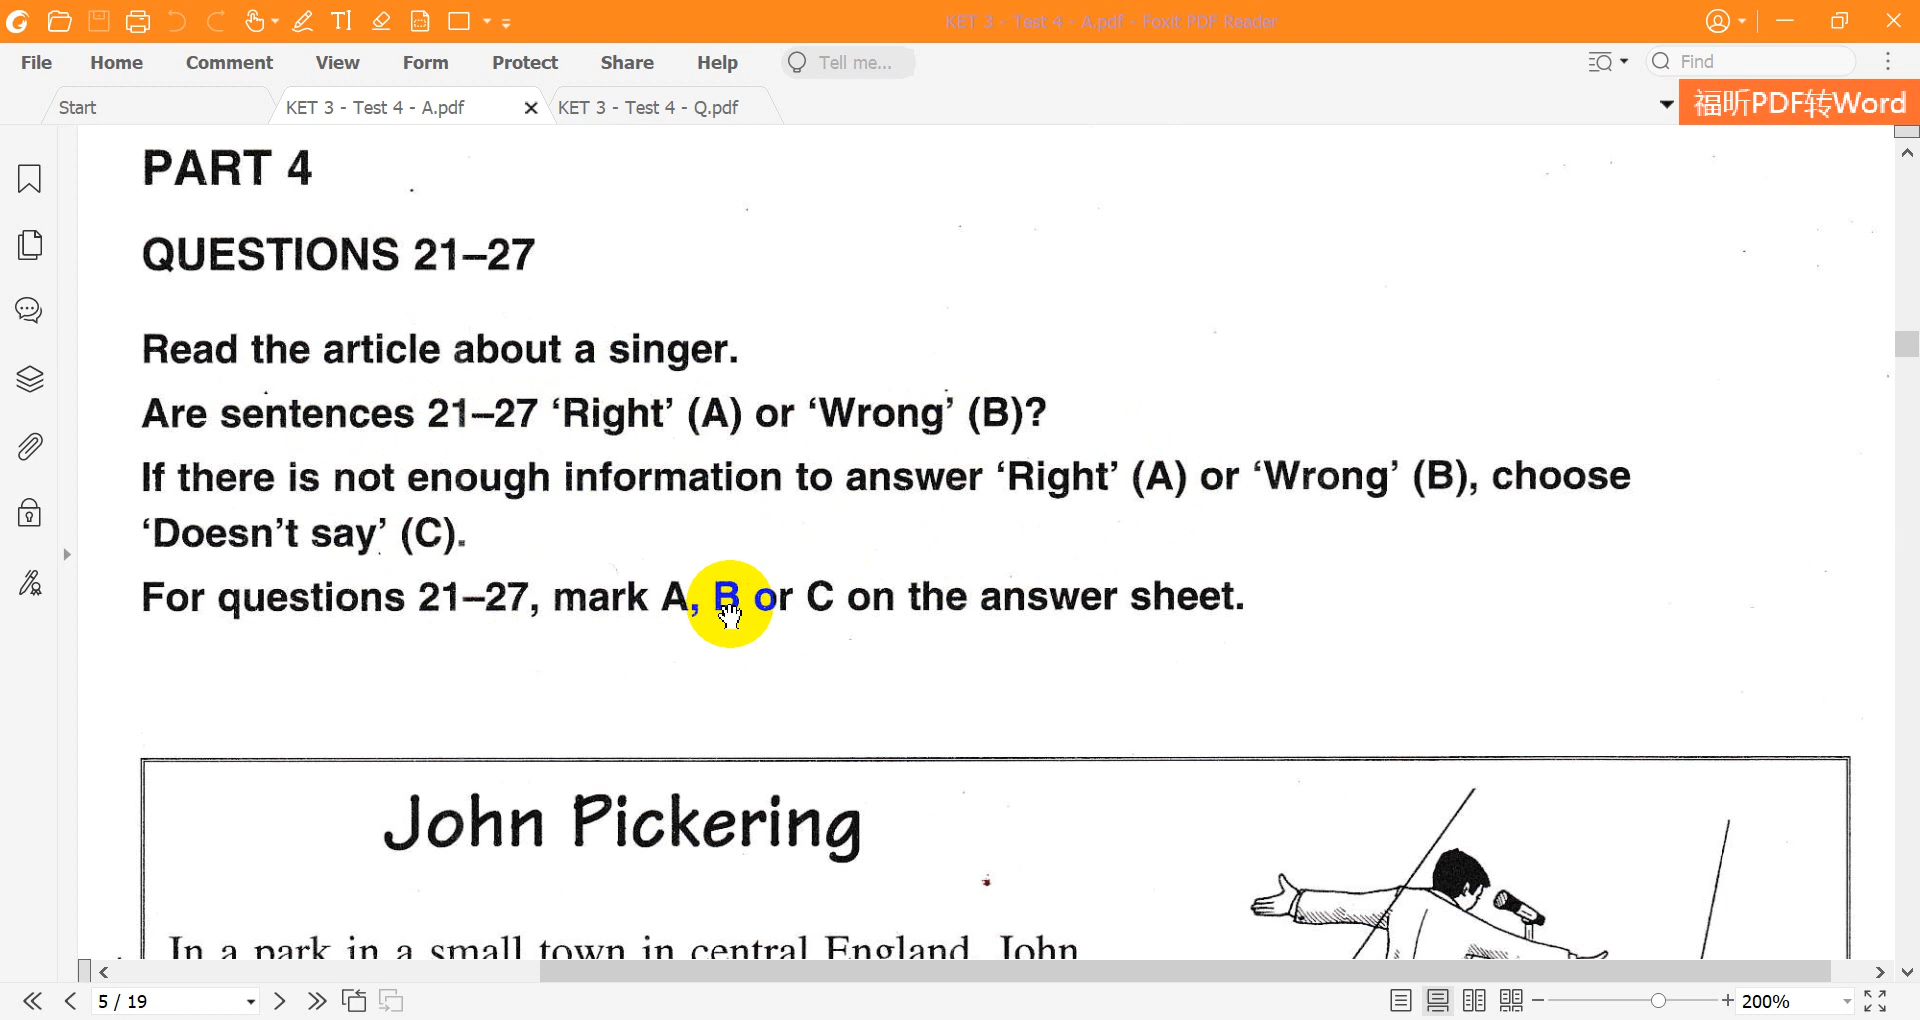 KET 3 - Test 4 - A.pdf - Foxit PDF Reader
File Home Comment View Form Protect Share Help Tell me... Find
Start KET 3 - Test 4 - A.pdf KET 3 - Test 4 - Q.pdf 福昕PDF转Word
PART 4
QUESTIONS 21–27
Read the article about a singer.
Are sentences 21–27 ‘Right’ (A) or ‘Wrong’ (B)?
If there is not enough information to answer ‘Right’ (A) or ‘Wrong’ (B), choose
‘Doesn’t say’ (C).
For questions 21–27, mark A, B or C on the answer sheet.
John Pickering
In a park in a small town in central England, John
5 / 19 200%